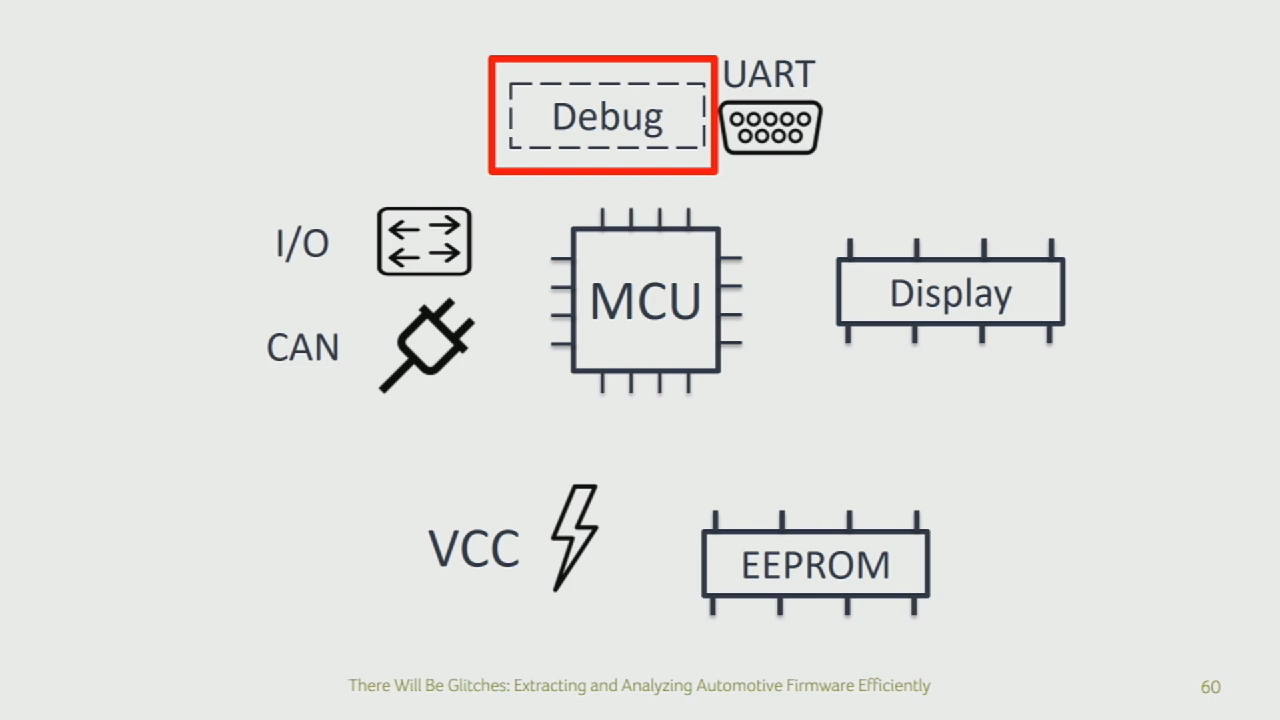 UART
Debug
I/O
MCU
Display
CAN
VCC
EEPROM
There Will Be Glitches: Extracting and Analyzing Automotive Firmware Efficiently
60